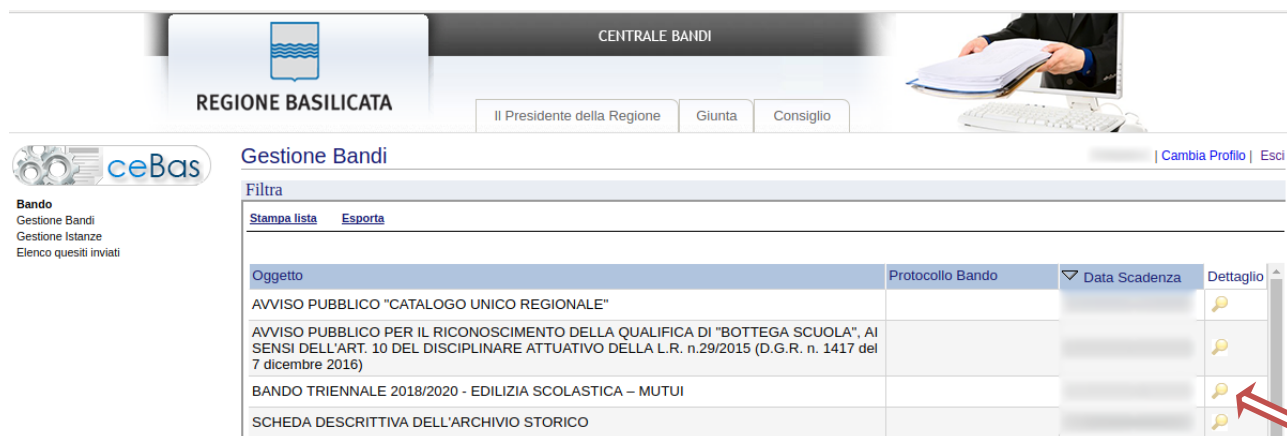 CENTRALE BANDI
REGIONE BASILICATA
Il Presidente della Regione
Giunta
Consiglio
ceBas
Gestione Bandi
| Cambia Profilo | Esci
Bando
Gestione Bandi
Gestione Istanze
Elenco quesiti inviati
Filtra
Stampa lista Esporta
Oggetto Protocollo Bando Data Scadenza Dettaglio
AVVISO PUBBLICO "CATALOGO UNICO REGIONALE"
AVVISO PUBBLICO PER IL RICONOSCIMENTO DELLA QUALIFICA DI "BOTTEGA SCUOLA", AI
SENSI DELL'ART. 10 DEL DISCIPLINARE ATTUATIVO DELLA L.R. n.29/2015 (D.G.R. n. 1417 del
7 dicembre 2016)
BANDO TRIENNALE 2018/2020 - EDILIZIA SCOLASTICA – MUTUI
SCHEDA DESCRITTIVA DELL'ARCHIVIO STORICO